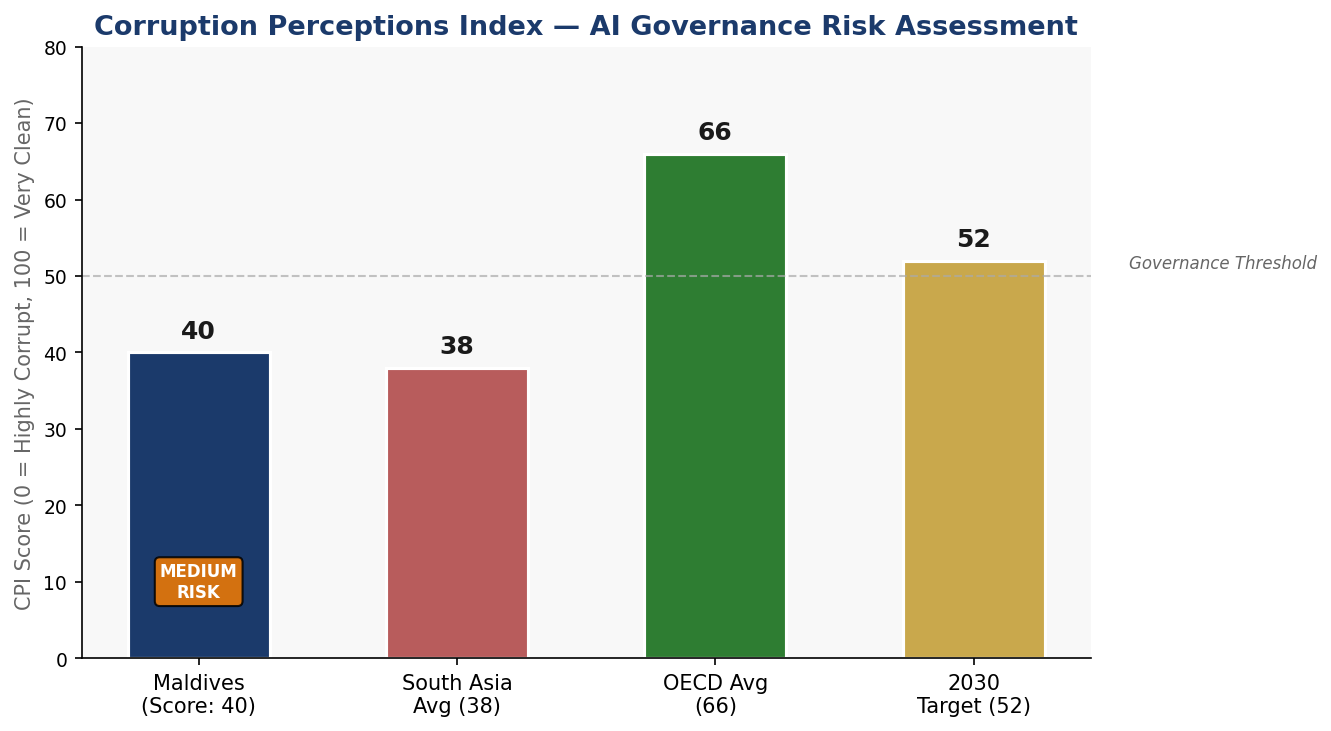 Corruption Perceptions Index — AI Governance Risk Assessment
CPI Score (0 = Highly Corrupt, 100 = Very Clean)
80
70
60
50
40
30
20
10
0
40
38
66
52
Governance Threshold
MEDIUM
RISK
Maldives
(Score: 40)
South Asia
Avg (38)
OECD Avg
(66)
2030
Target (52)